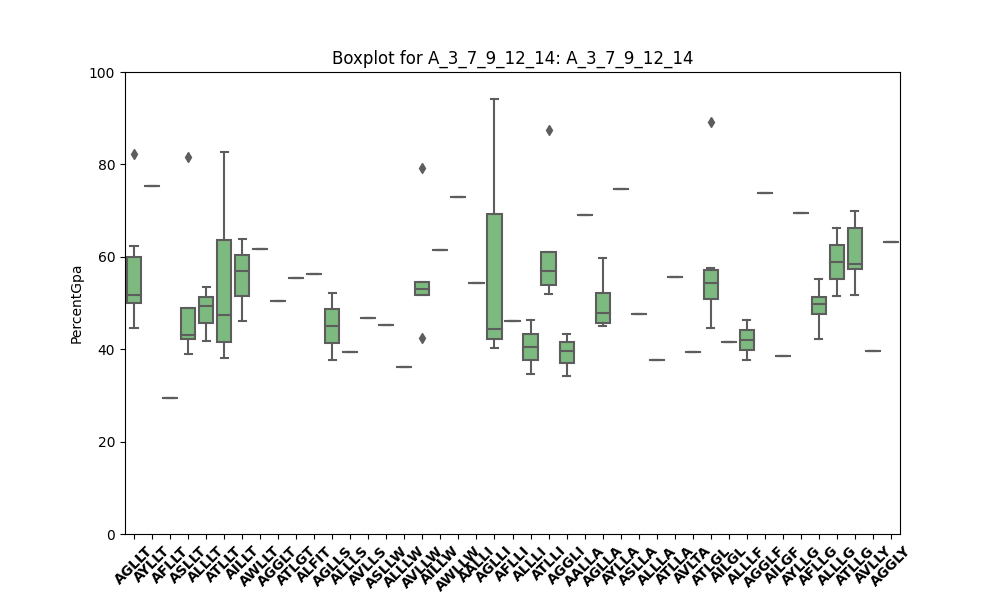 Boxplot for A_3_7_9_12_14: A_3_7_9_12_14
PercentGpa
100
80
60
40
20
0
AGLLT
AYLLT
AFLLT
ASLLT
ALLLT
ATLLT
AILLT
AWLLT
AGGLT
ATLGT
ALFIT
AGLLS
ALLLS
AVLLS
ASLLW
ALLLW
AVLLW
AILLW
AWLLW
AALLI
AGLLI
AFLLI
ALLLI
ATLLI
AGGLI
AALLA
AGLLA
AYLLA
ASLLA
ALLLA
ATLLA
AVLTA
ATLGL
AILGL
ALLLF
AGGLF
AILGF
AYLLG
AFLLG
ALLLG
ATLLG
AVLLY
AGGLY